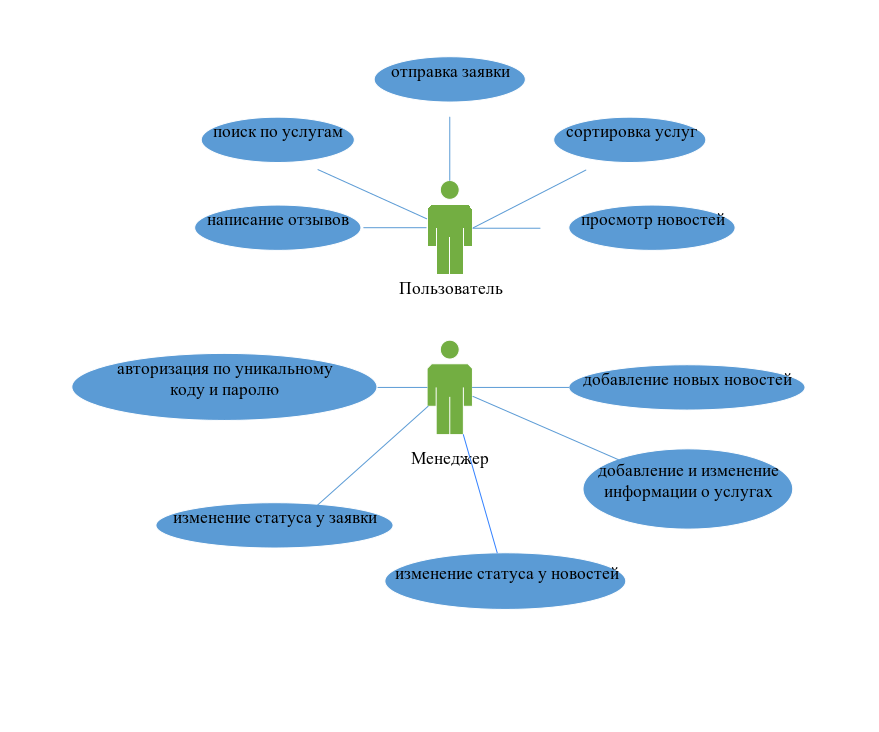 отправка заявки
поиск по услугам
сортировка услуг
написание отзывов
просмотр новостей
Пользователь
авторизация по уникальному
коду и паролю
добавление новых новостей
Менеджер
добавление и изменение
информации о услугах
изменение статуса у заявки
изменение статуса у новостей